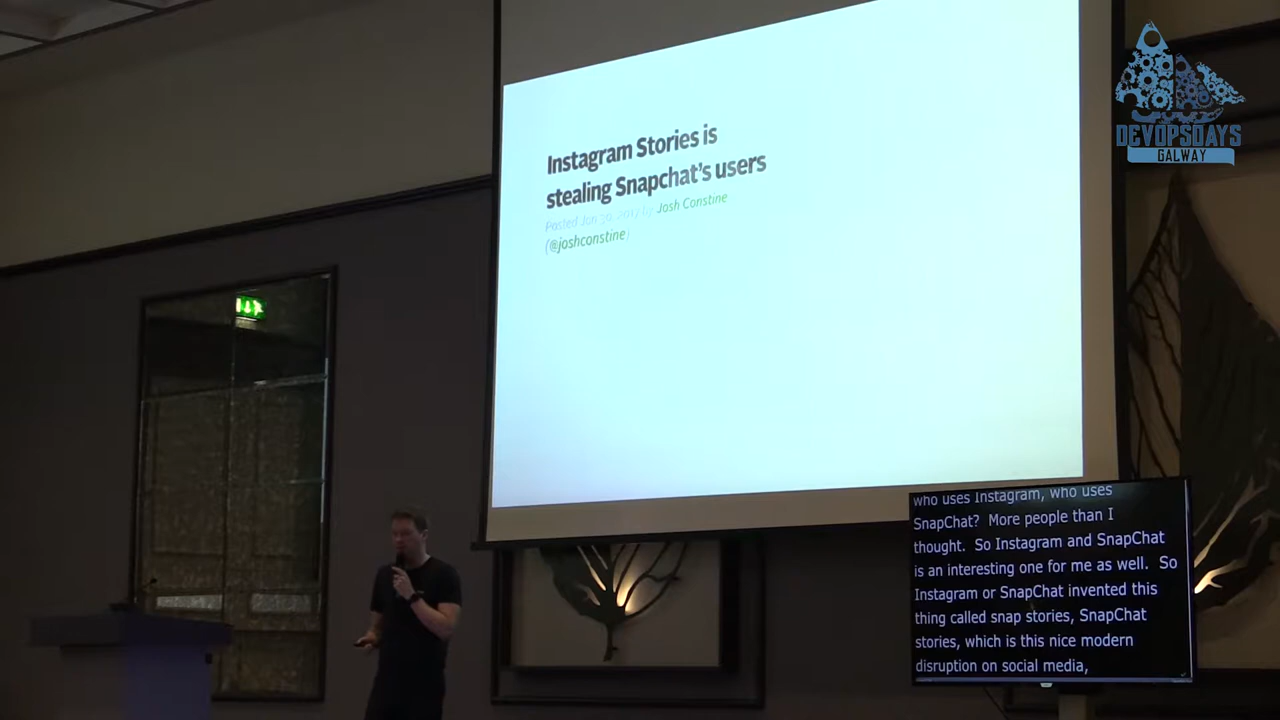 Instagram Stories is
stealing Snapchat's users
Posted Jan 30, 2017 by Josh Constine
(@joshconstine)
DEVOPSDAYS
GALWAY
who uses Instagram, who uses
SnapChat? More people than I
thought. So Instagram and SnapChat
is an interesting one for me as well. So
Instagram or SnapChat invented this
thing called snap stories, SnapChat
stories, which is this nice modern
disruption on social media,